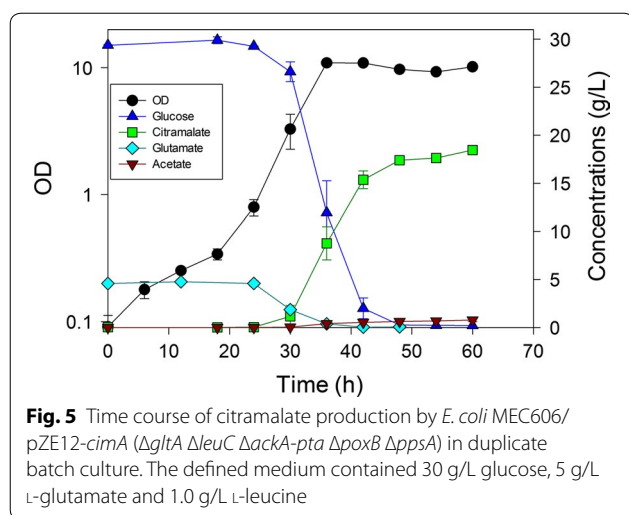 10
1
0.1
OD
OD
Glucose
Citramalate
Glutamate
Acetate
30
25
20
15
10
5
0
Concentrations (g/L)
0 10 20 30 40 50 60 70
Time (h)
Fig. 5 Time course of citramalate production by E. coli MEC606/
pZE12-cimA (ΔgltA ΔleuC ΔackA-pta ΔpoxB ΔppsA) in duplicate
batch culture. The defined medium contained 30 g/L glucose, 5 g/L
L-glutamate and 1.0 g/L L-leucine